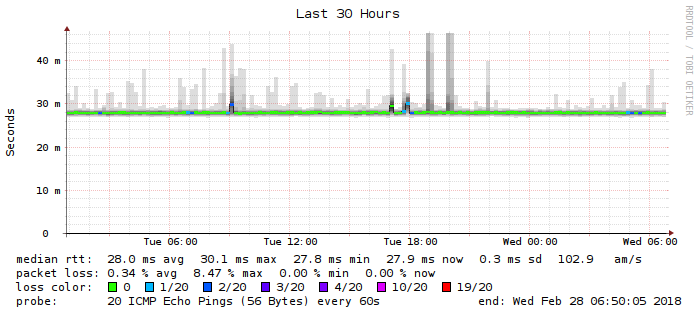 Last 30 Hours
RRDTOOL / TOBI OETIKER
Seconds
40 m
30 m
20 m
10 m
0
Tue 06:00 Tue 12:00 Tue 18:00 Wed 00:00 Wed 06:00
median rtt: 28.0 ms avg 30.1 ms max 27.8 ms min 27.9 ms now 0.3 ms sd 102.9 am/s
packet loss: 0.34 % avg 8.47 % max 0.00 % min 0.00 % now
loss color: 0 1/20 2/20 3/20 4/20 10/20 19/20
probe: 20 ICMP Echo Pings (56 Bytes) every 60s end: Wed Feb 28 06:50:05 2018